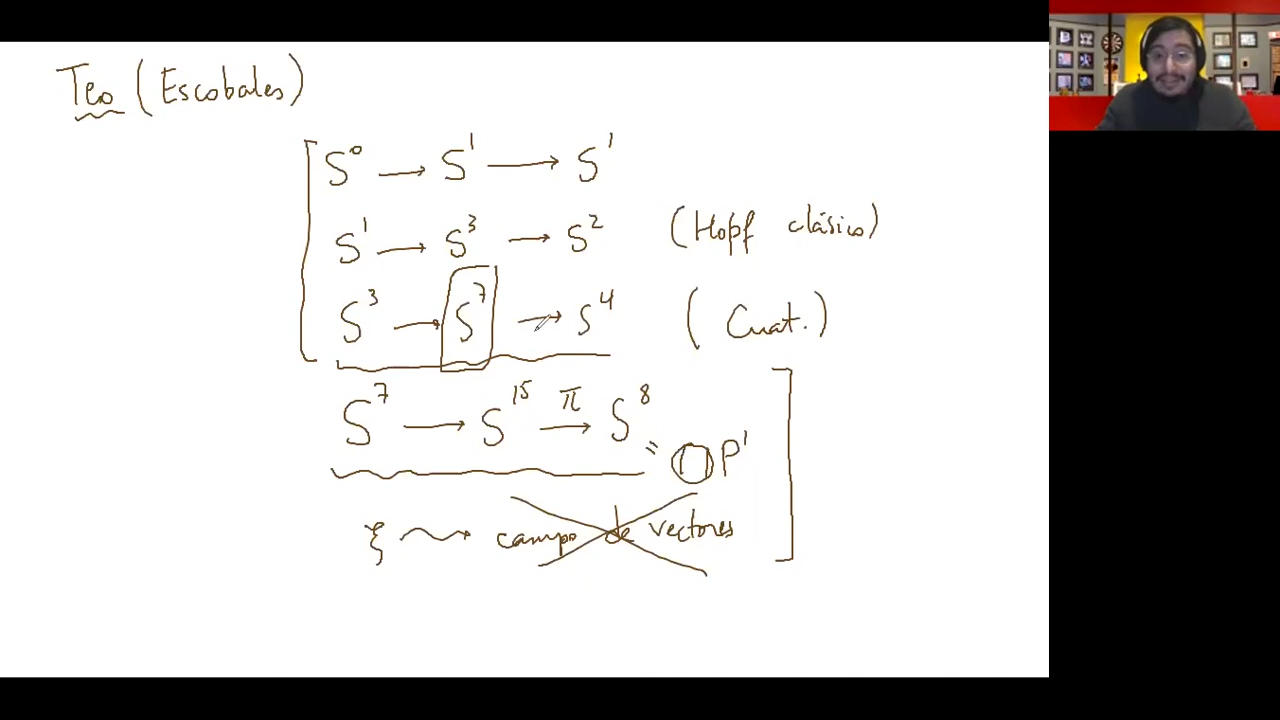 Teo (Escobales)
S⁰ → S¹ → S¹
S¹ → S³ → S² (Hopf clásico)
S³ → S⁷ → S⁴ (Cuat.)
S⁷ → S¹⁵ →^π S⁸ = 𝕆P¹
ξ ⇝ campo de vectores